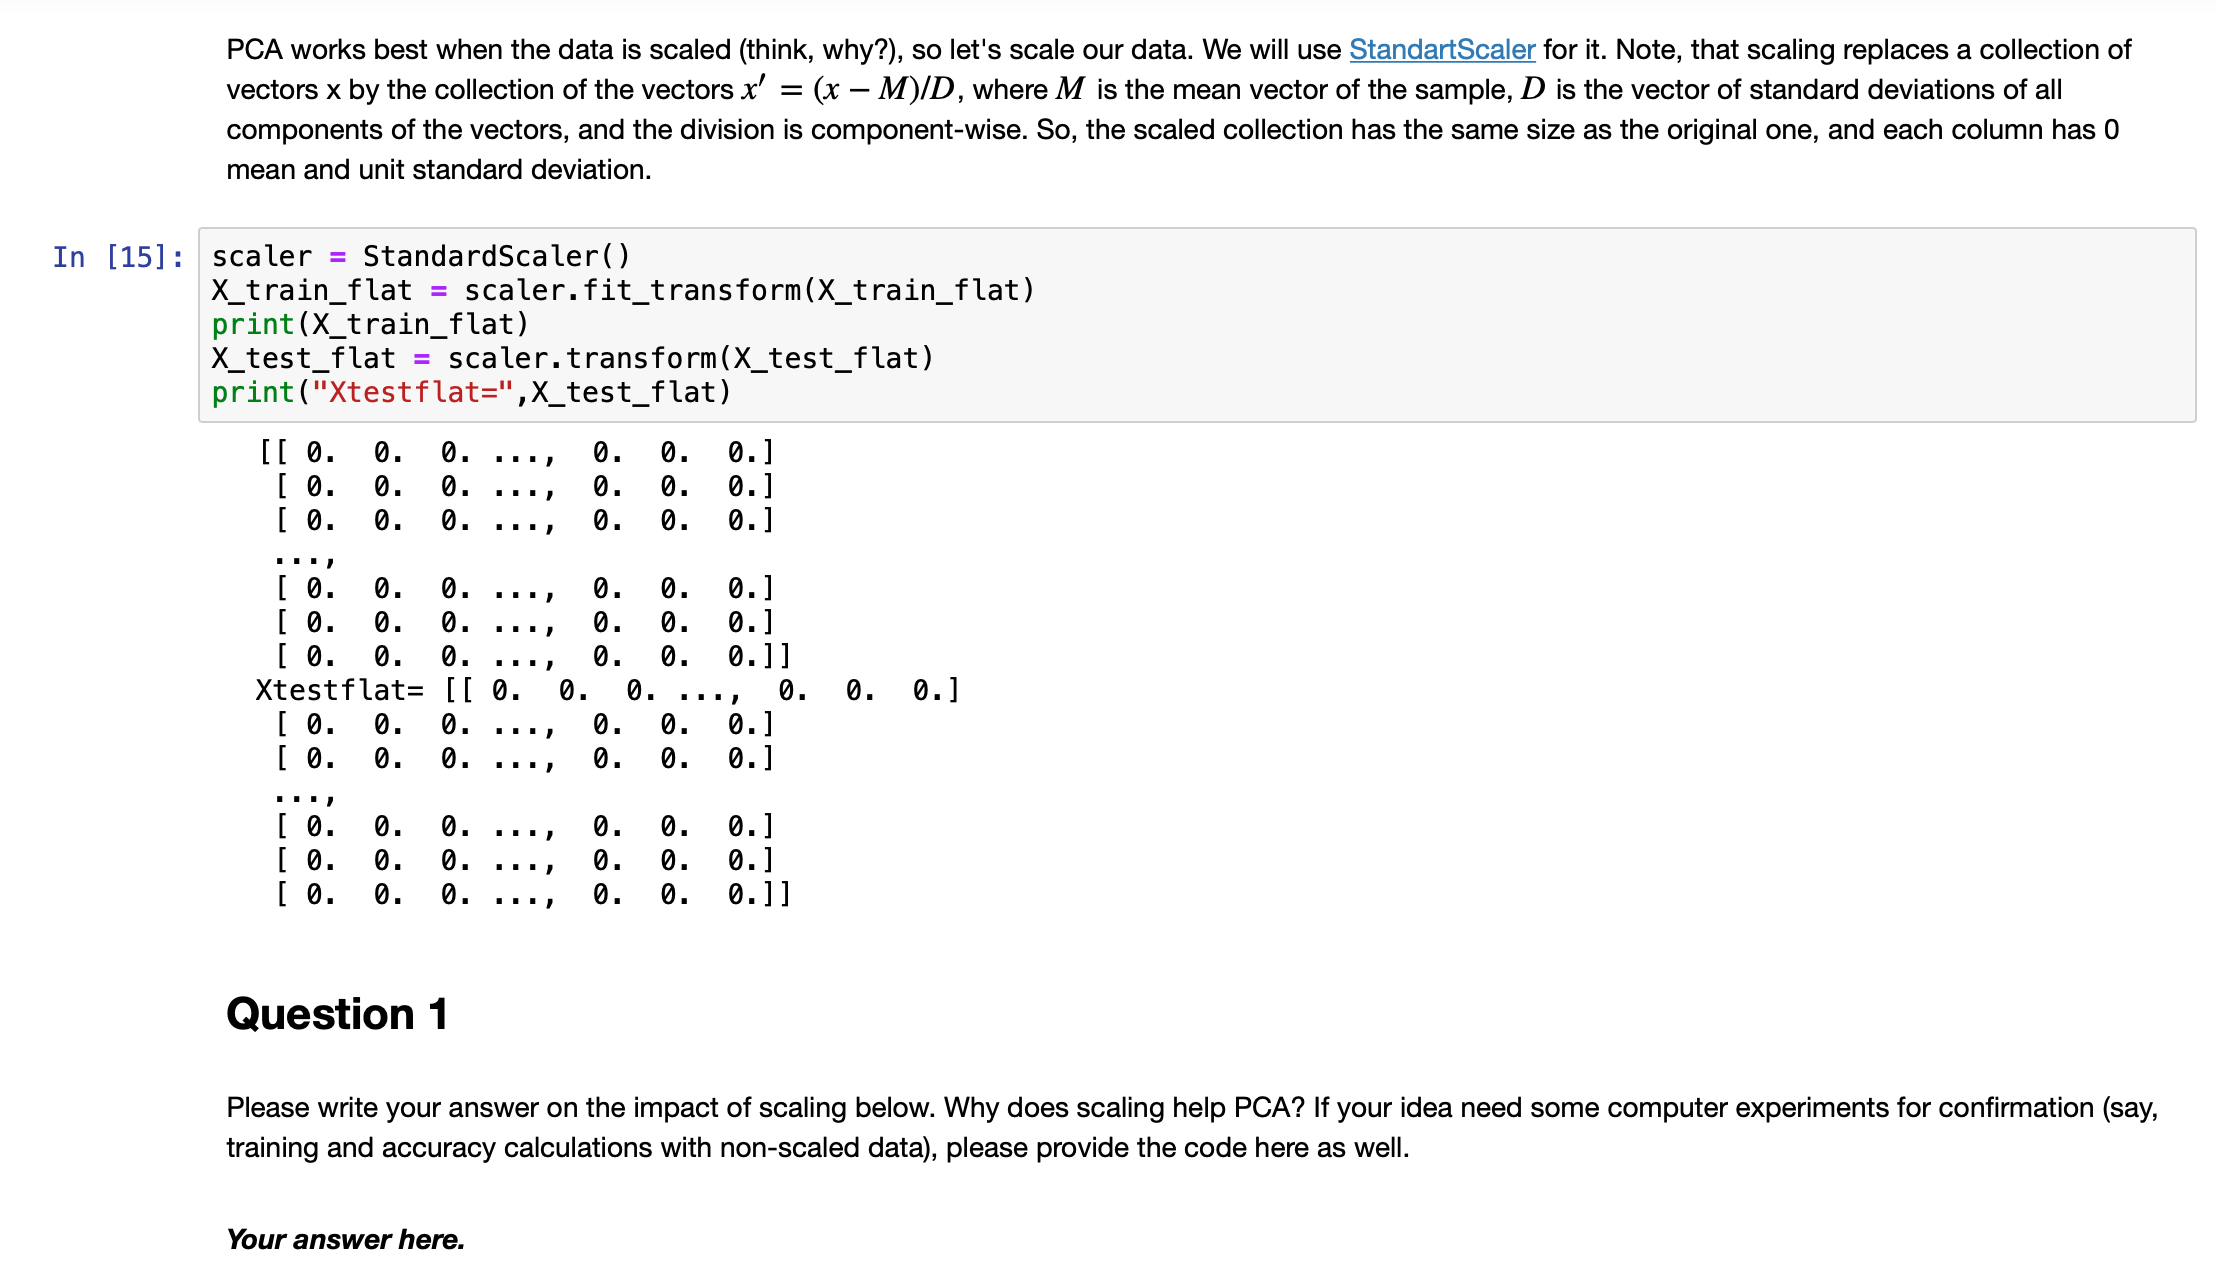 PCA works best when the data is scaled (think, why?), so let's scale our data. We will use StandartScaler for it. Note, that scaling replaces a collection of
vectors x by the collection of the vectors x′ = (x − M)/D, where M is the mean vector of the sample, D is the vector of standard deviations of all
components of the vectors, and the division is component-wise. So, the scaled collection has the same size as the original one, and each column has 0
mean and unit standard deviation.
In [15]: scaler = StandardScaler()
X_train_flat = scaler.fit_transform(X_train_flat)
print(X_train_flat)
X_test_flat = scaler.transform(X_test_flat)
print("Xtestflat=",X_test_flat)
[[ 0.  0.  0. ...,  0.  0.  0.]
[ 0.  0.  0. ...,  0.  0.  0.]
[ 0.  0.  0. ...,  0.  0.  0.]
...,
[ 0.  0.  0. ...,  0.  0.  0.]
[ 0.  0.  0. ...,  0.  0.  0.]
[ 0.  0.  0. ...,  0.  0.  0.]]
Xtestflat= [[ 0.  0.  0. ...,  0.  0.  0.]
[ 0.  0.  0. ...,  0.  0.  0.]
[ 0.  0.  0. ...,  0.  0.  0.]
...,
[ 0.  0.  0. ...,  0.  0.  0.]
[ 0.  0.  0. ...,  0.  0.  0.]
[ 0.  0.  0. ...,  0.  0.  0.]]
Question 1
Please write your answer on the impact of scaling below. Why does scaling help PCA? If your idea need some computer experiments for confirmation (say,
training and accuracy calculations with non-scaled data), please provide the code here as well.
Your answer here.